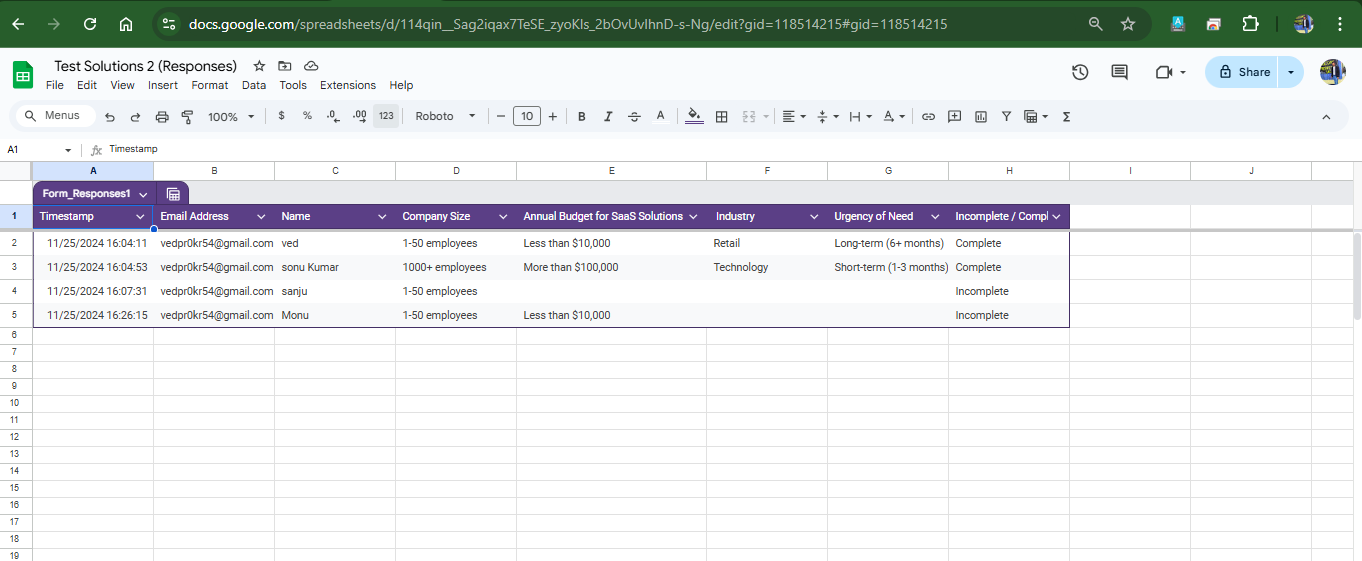 docs.google.com/spreadsheets/d/114qin__Sag2iqax7TeSE_zyoKls_2bOvUvlhnD-s-Ng/edit?gid=118514215#gid=118514215
Test Solutions 2 (Responses)
File Edit View Insert Format Data Tools Extensions Help
Share
Menus 100% $ % .0 .00 123 Roboto 10 B I S A
A1 fx Timestamp
A B C D E F G H I J
Form_Responses1
1 Timestamp Email Address Name Company Size Annual Budget for SaaS Solutions Industry Urgency of Need Incomplete / Compl
2 11/25/2024 16:04:11 vedpr0kr54@gmail.com ved 1-50 employees Less than $10,000 Retail Long-term (6+ months) Complete
3 11/25/2024 16:04:53 vedpr0kr54@gmail.com sonu Kumar 1000+ employees More than $100,000 Technology Short-term (1-3 months) Complete
4 11/25/2024 16:07:31 vedpr0kr54@gmail.com sanju 1-50 employees Incomplete
5 11/25/2024 16:26:15 vedpr0kr54@gmail.com Monu 1-50 employees Less than $10,000 Incomplete
6
7
8
9
10
11
12
13
14
15
16
17
18
19